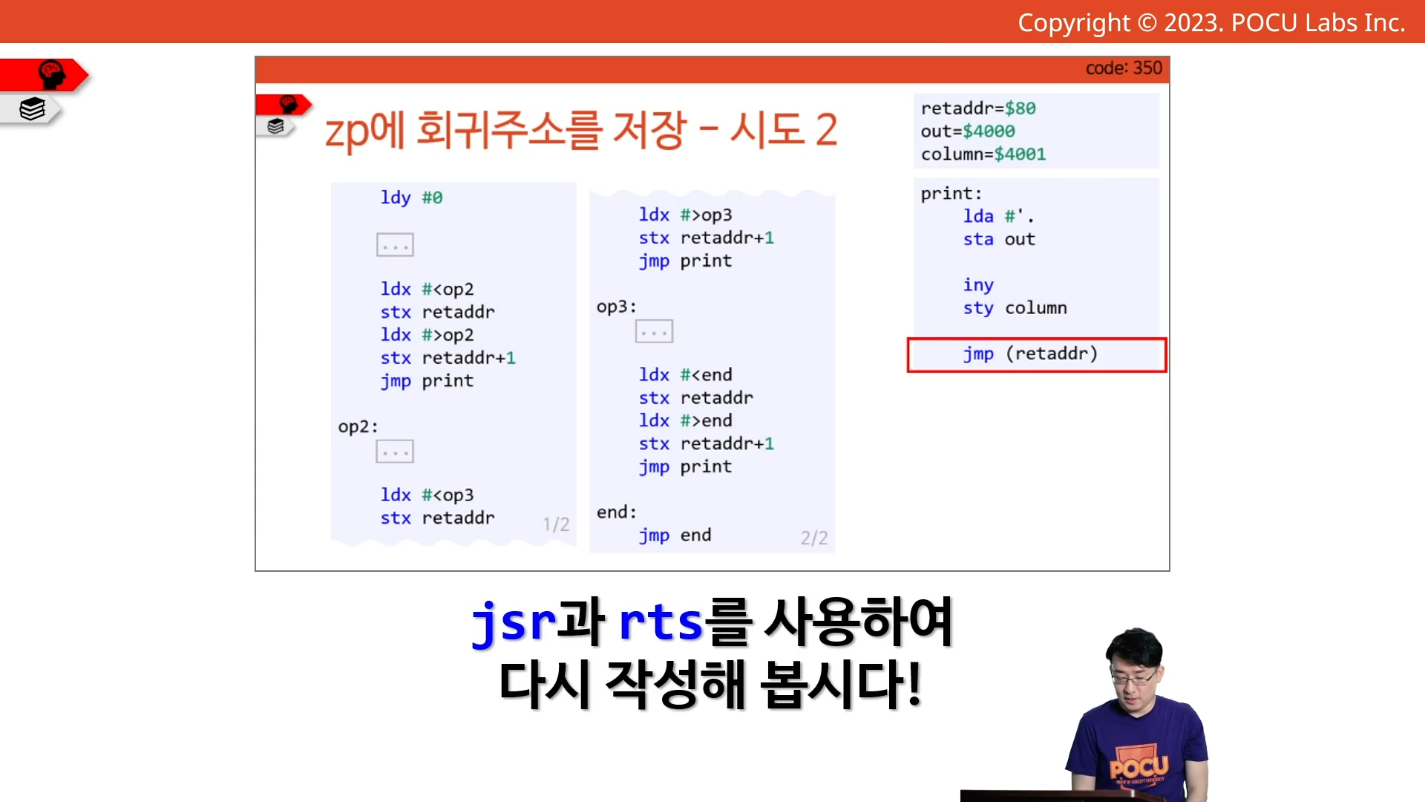 Copyright © 2023. POCU Labs Inc.
code: 350
zp에 회귀주소를 저장 – 시도 2
ldy #0
...
ldx #<op2
stx retaddr
ldx #>op2
stx retaddr+1
jmp print
op2:
...
ldx #<op3
stx retaddr
1/2
ldx #>op3
stx retaddr+1
jmp print
op3:
...
ldx #<end
stx retaddr
ldx #>end
stx retaddr+1
jmp print
end:
jmp end
2/2
retaddr=$80
out=$4000
column=$4001
print:
lda #'.
sta out
iny
sty column
jmp (retaddr)
jsr과 rts를 사용하여
다시 작성해 봅시다!
POCU